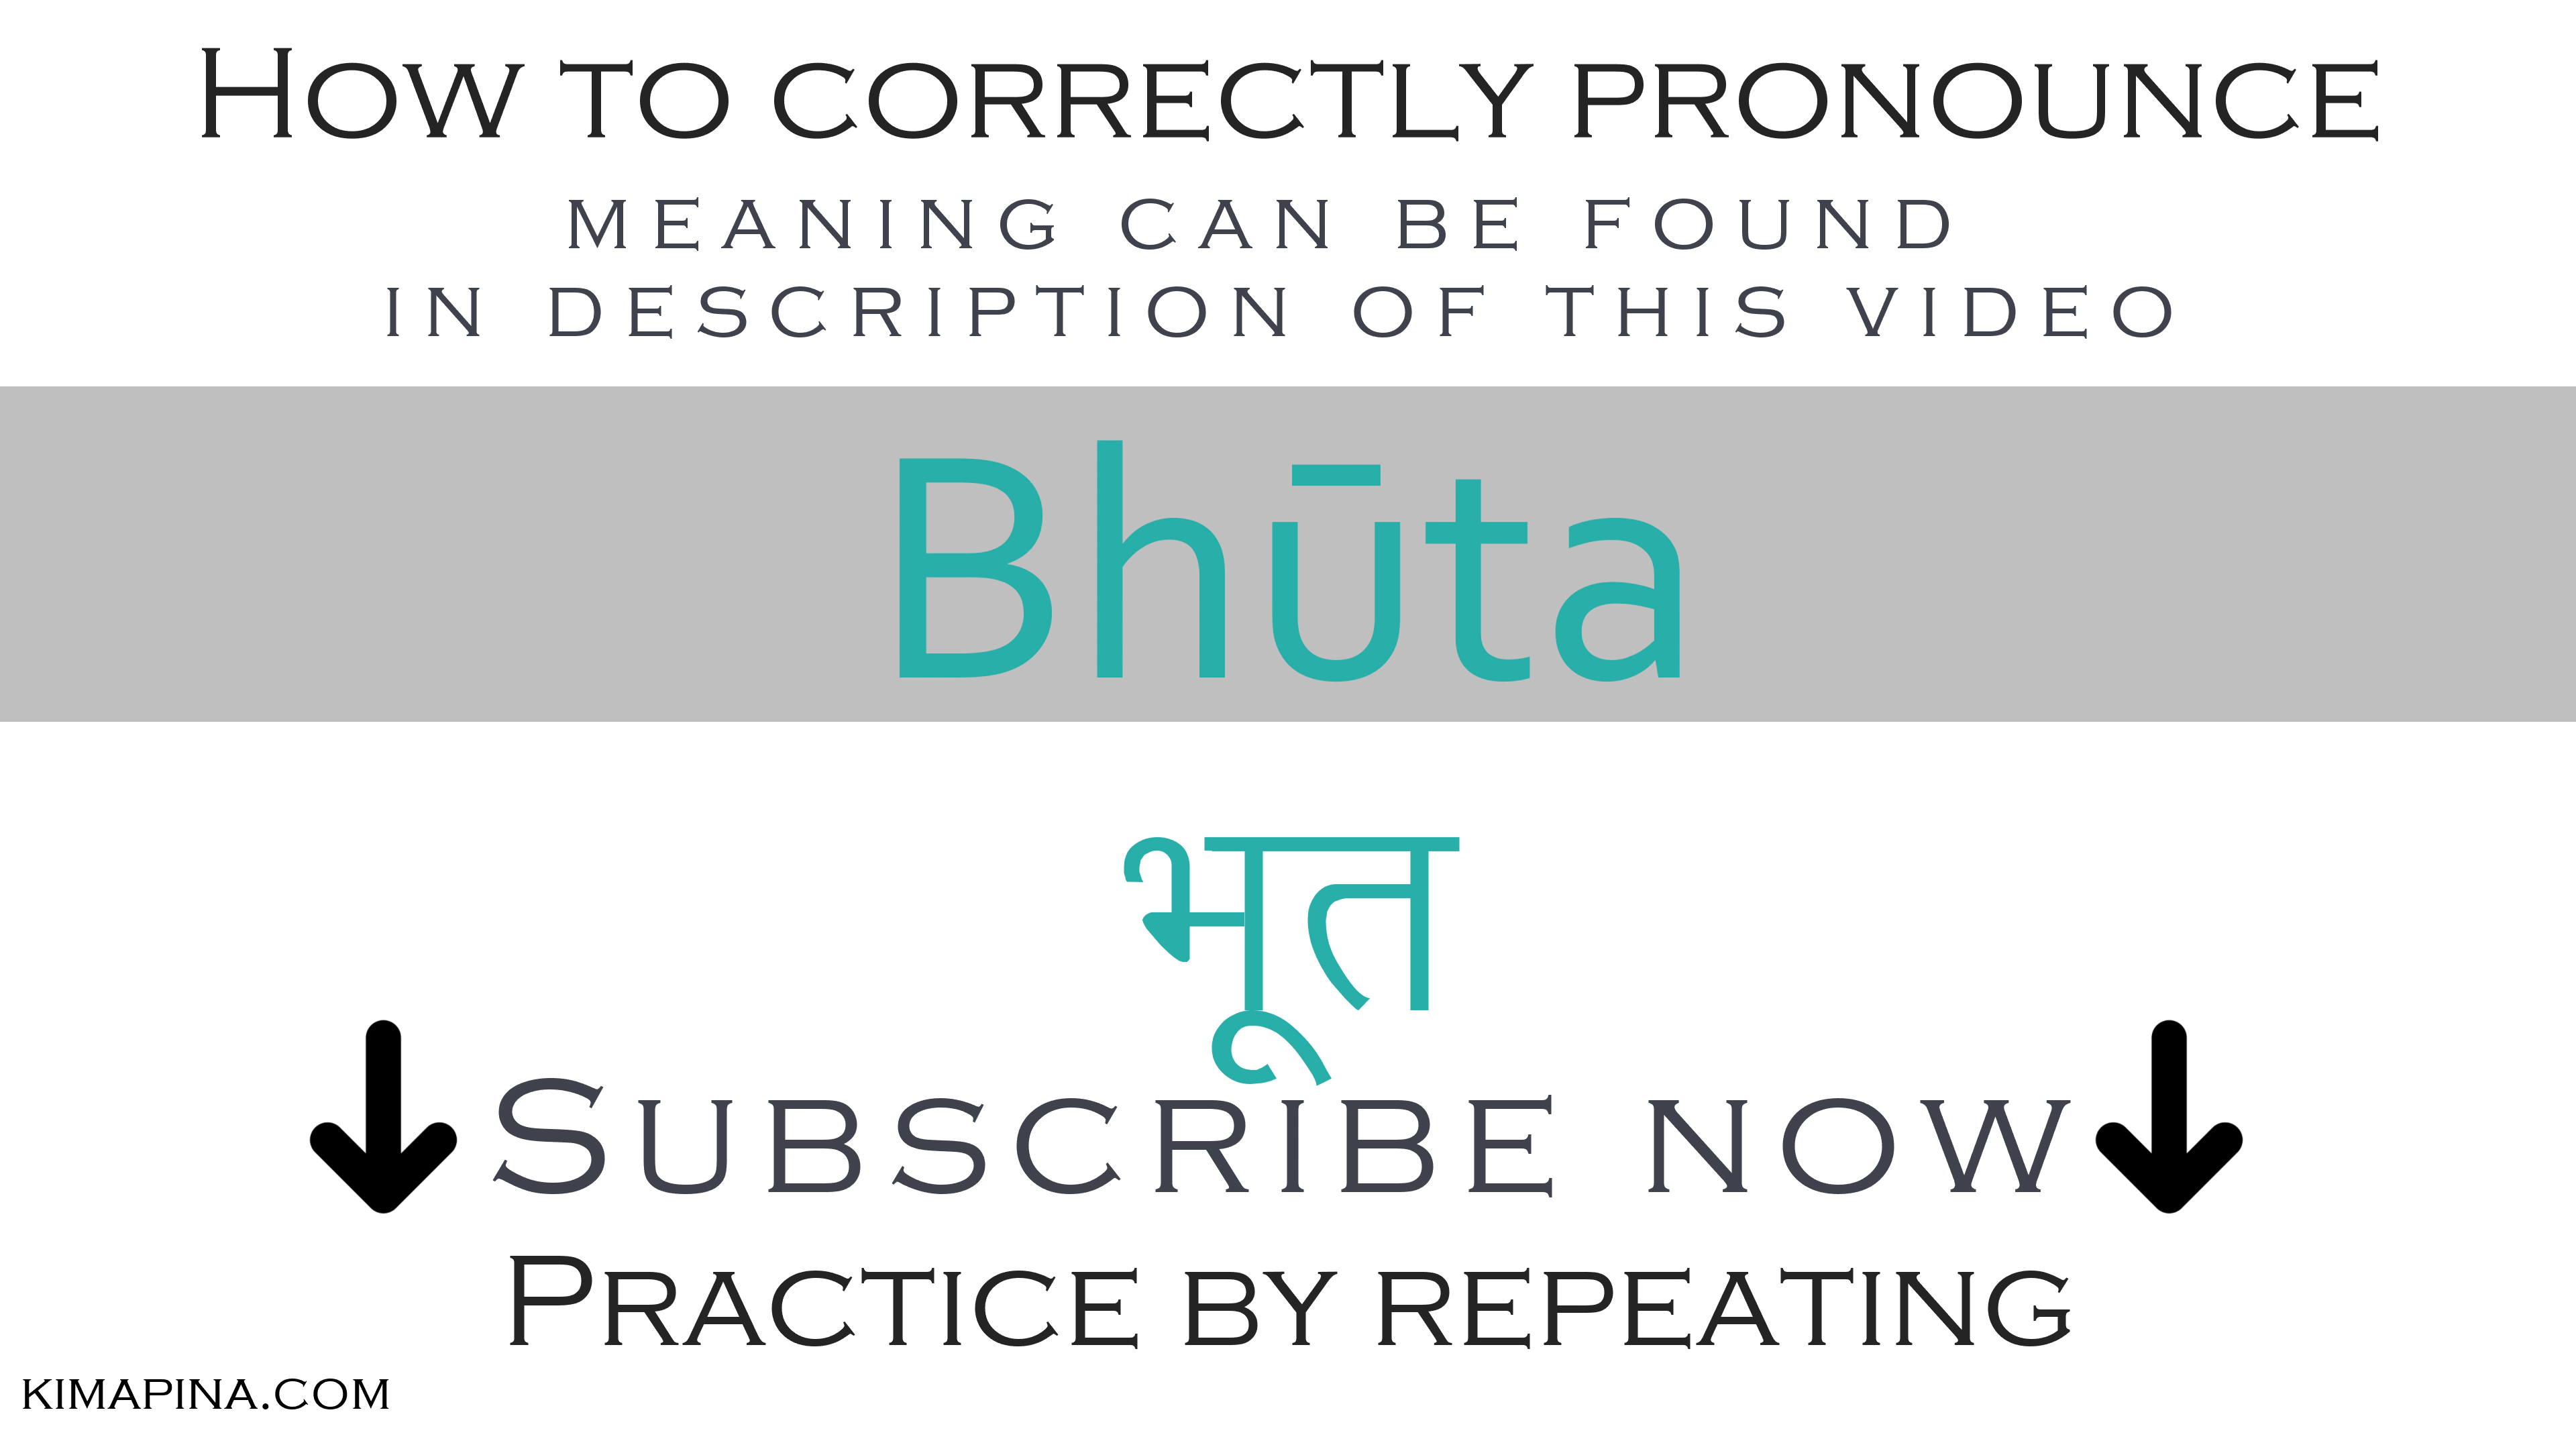 How to correctly pronounce
meaning can be found
in description of this video
Bhūta
भूत
Subscribe now
Practice by repeating
kimapina.com